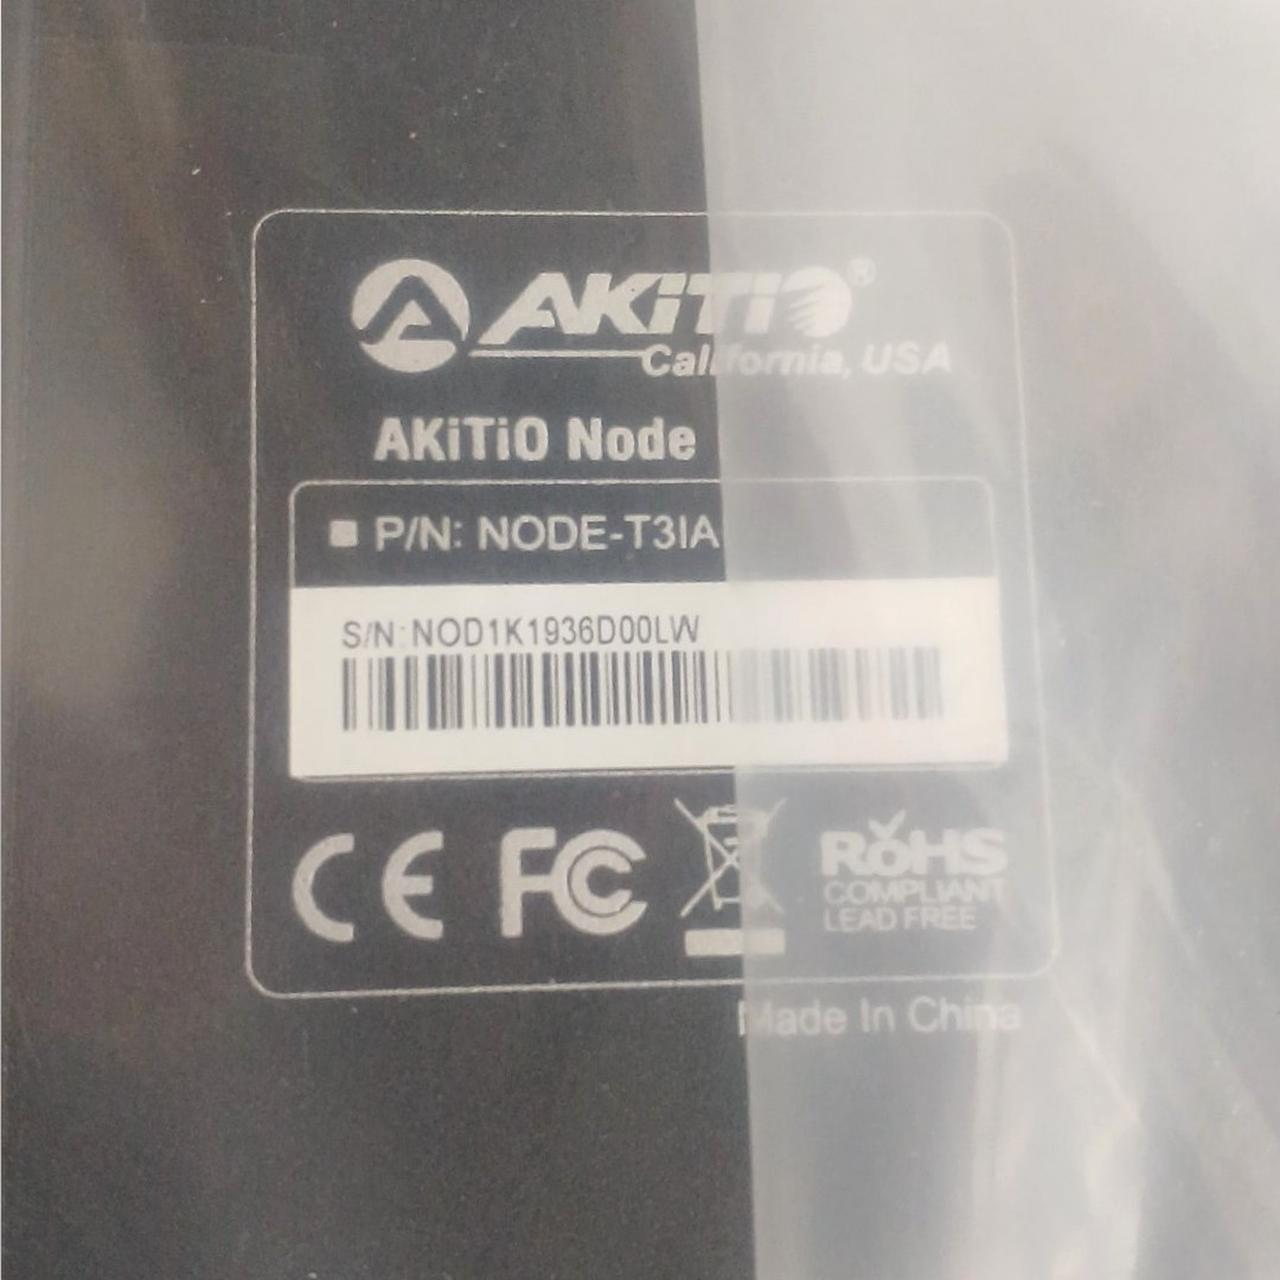 AKiTiO®
California, USA
AKiTiO Node
P/N: NODE-T3IA
S/N:NOD1K1936D00LW
CE FC
RoHS
COMPLIANT
LEAD FREE
Made In China